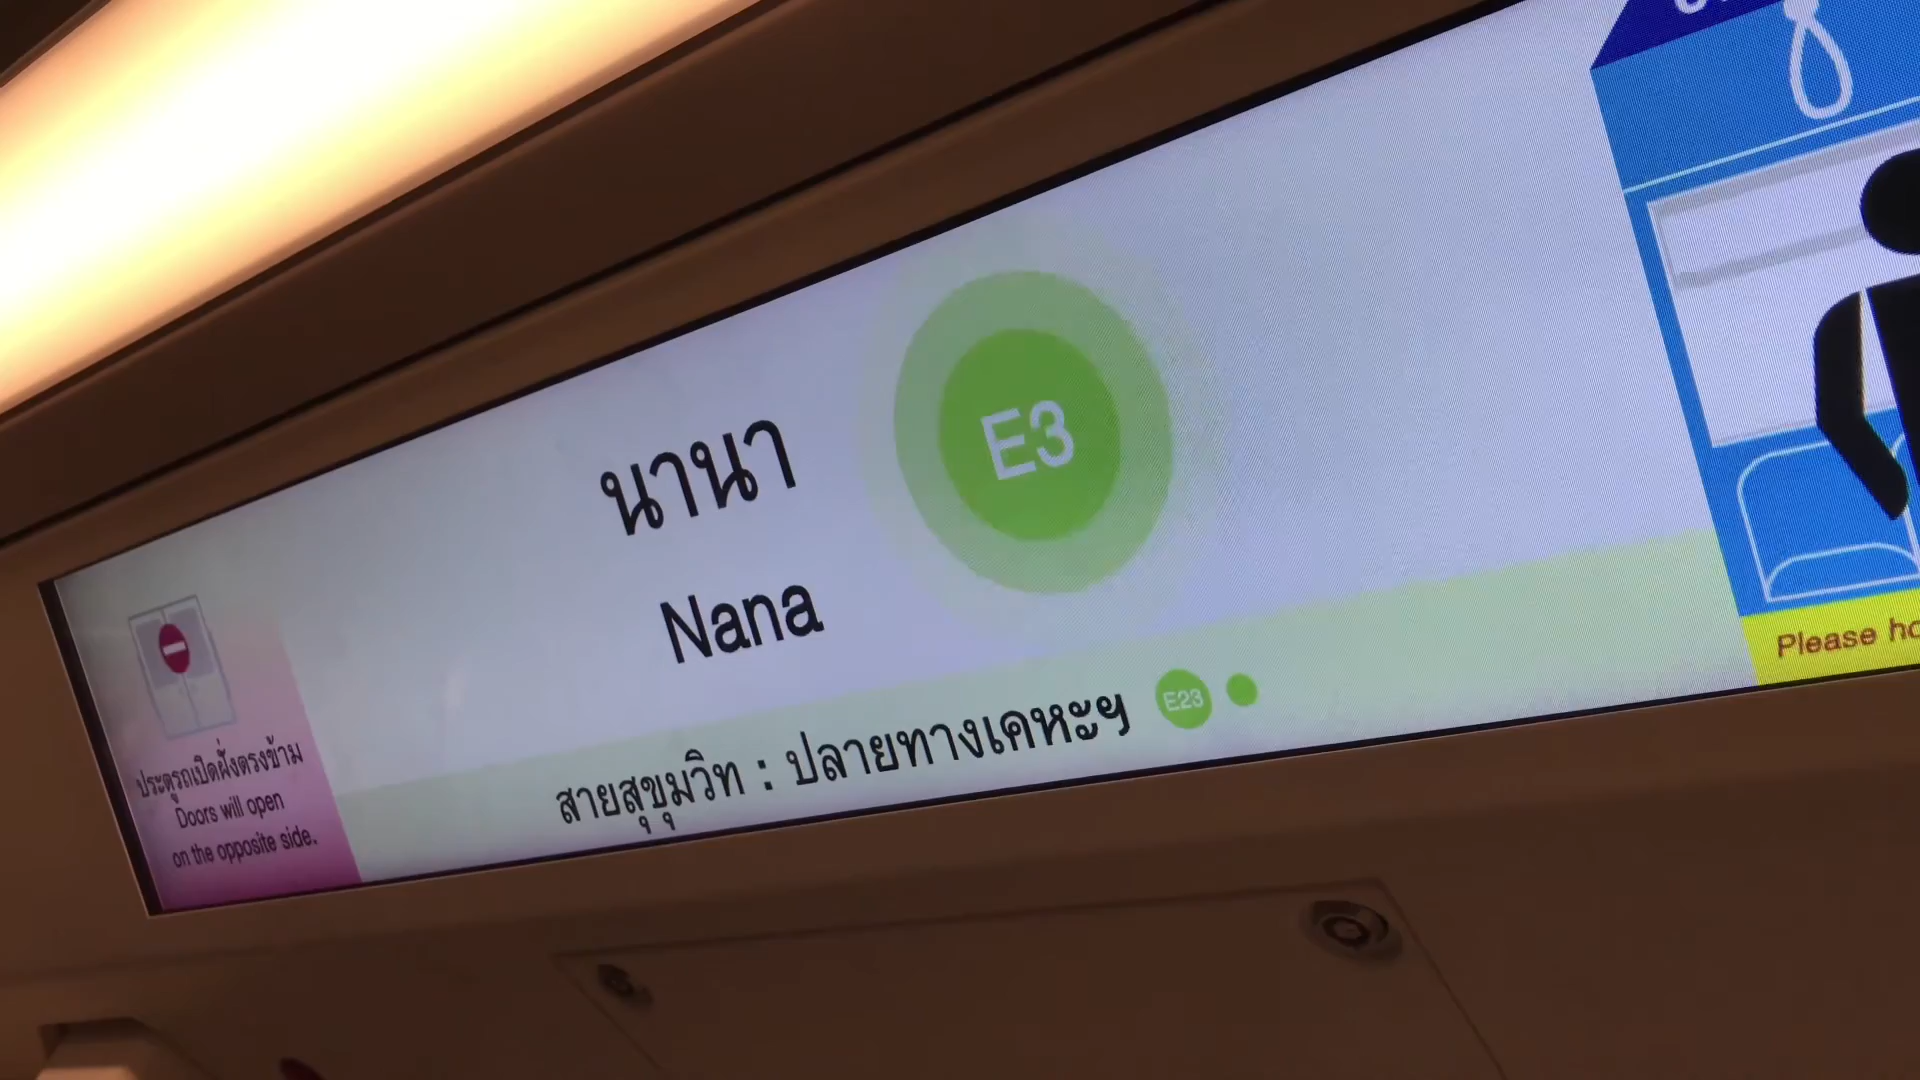 นานา
Nana
E3
ประตูรถเปิดฝั่งตรงข้าม
Doors will open
on the opposite side.
สายสุขุมวิท : ปลายทางเคหะฯ E23
Please